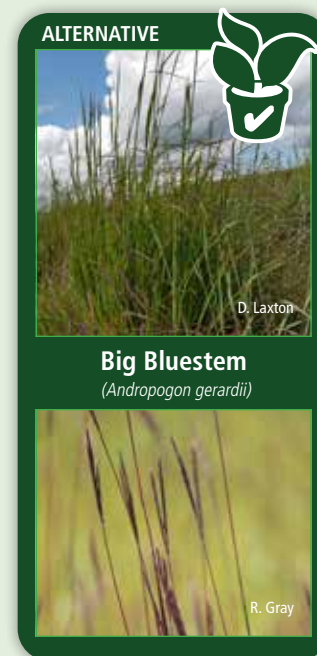 ALTERNATIVE
D. Laxton
Big Bluestem
(Andropogon gerardii)
R. Gray